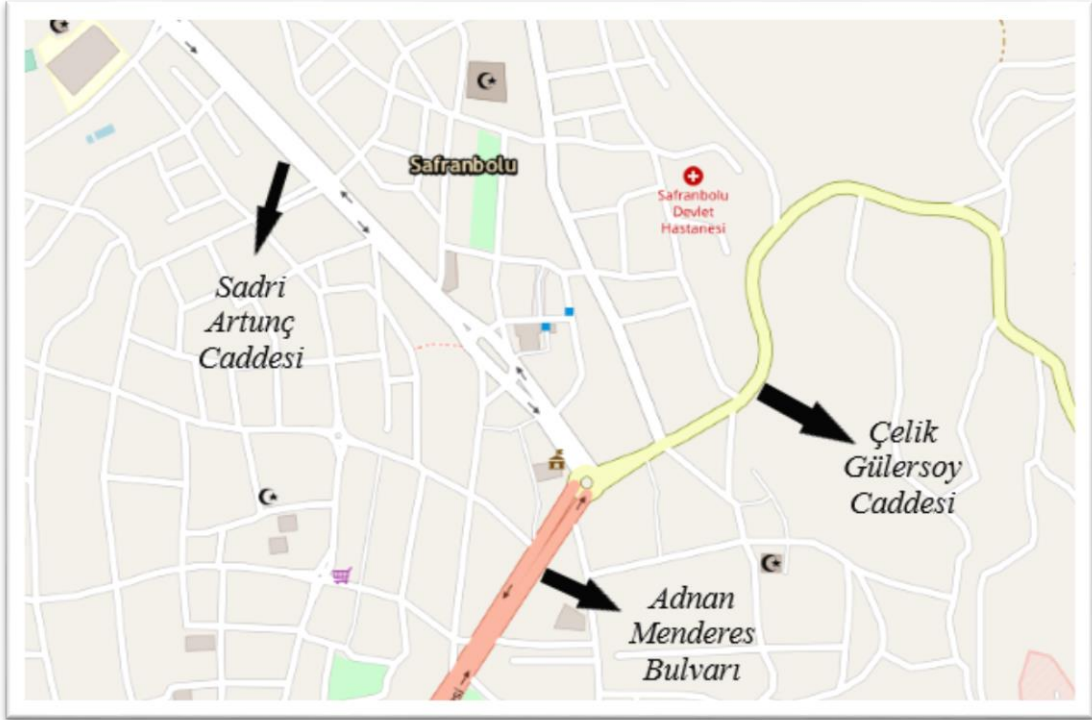 Safranbolu
Safranbolu
Devlet
Hastanesi
Sadri
Artunç
Caddesi
Çelik
Gülersoy
Caddesi
Adnan
Menderes
Bulvarı